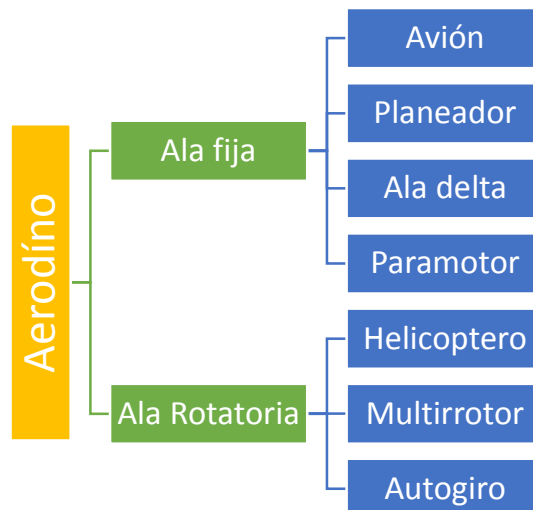 Aerodíno
Ala fija
Avión
Planeador
Ala delta
Paramotor
Ala Rotatoria
Helicoptero
Multirrotor
Autogiro